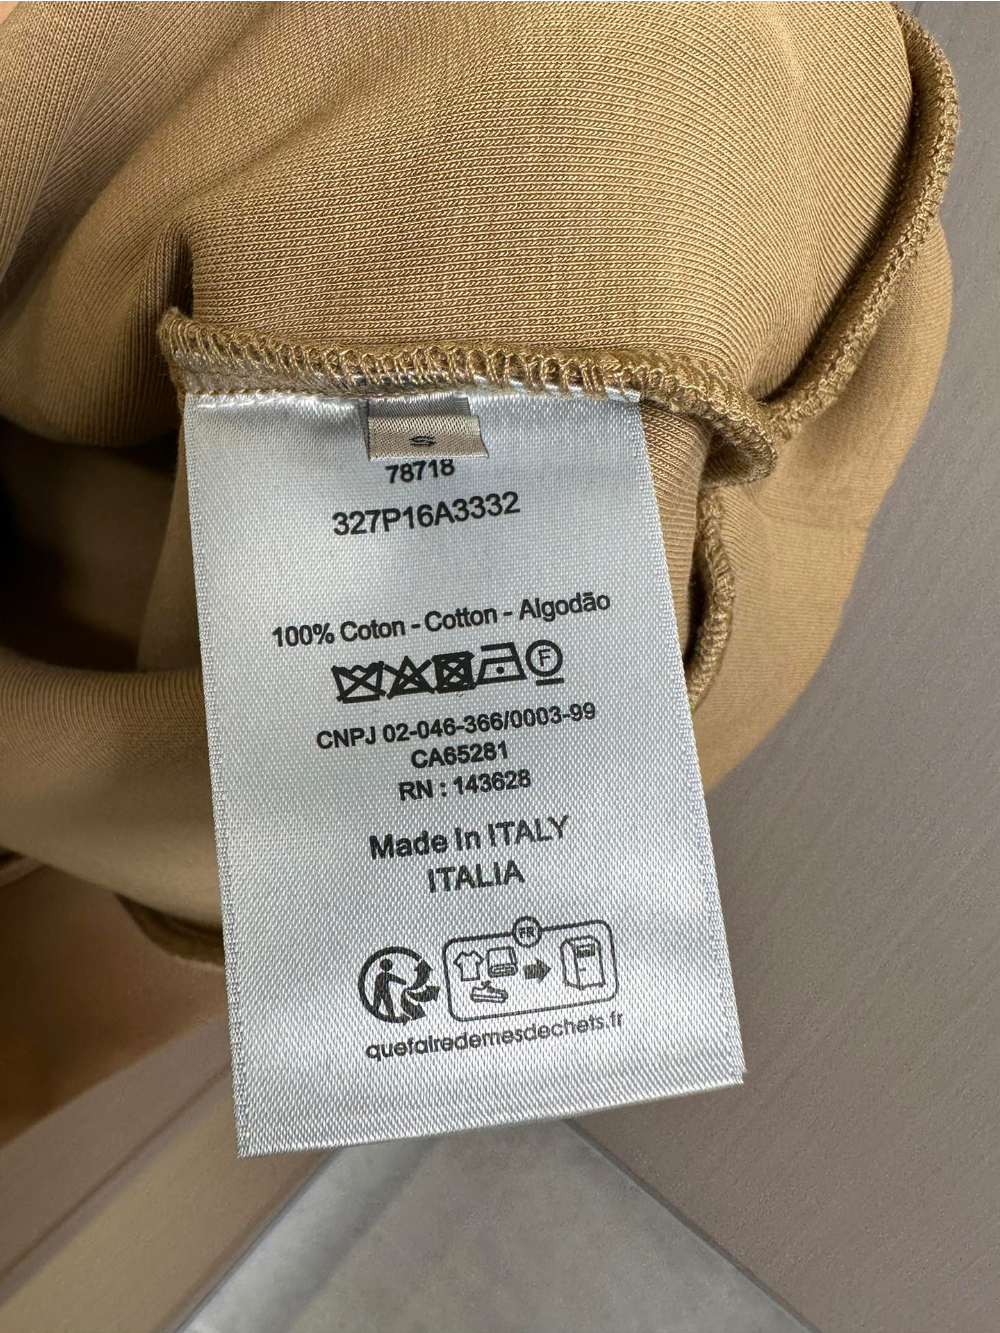 S
78718
327P16A3332
100% Coton - Cotton - Algodão
F
CNPJ 02-046-366/0003-99
CA65281
RN : 143628
Made In ITALY
ITALIA
FR
quefairedemesdechets.fr